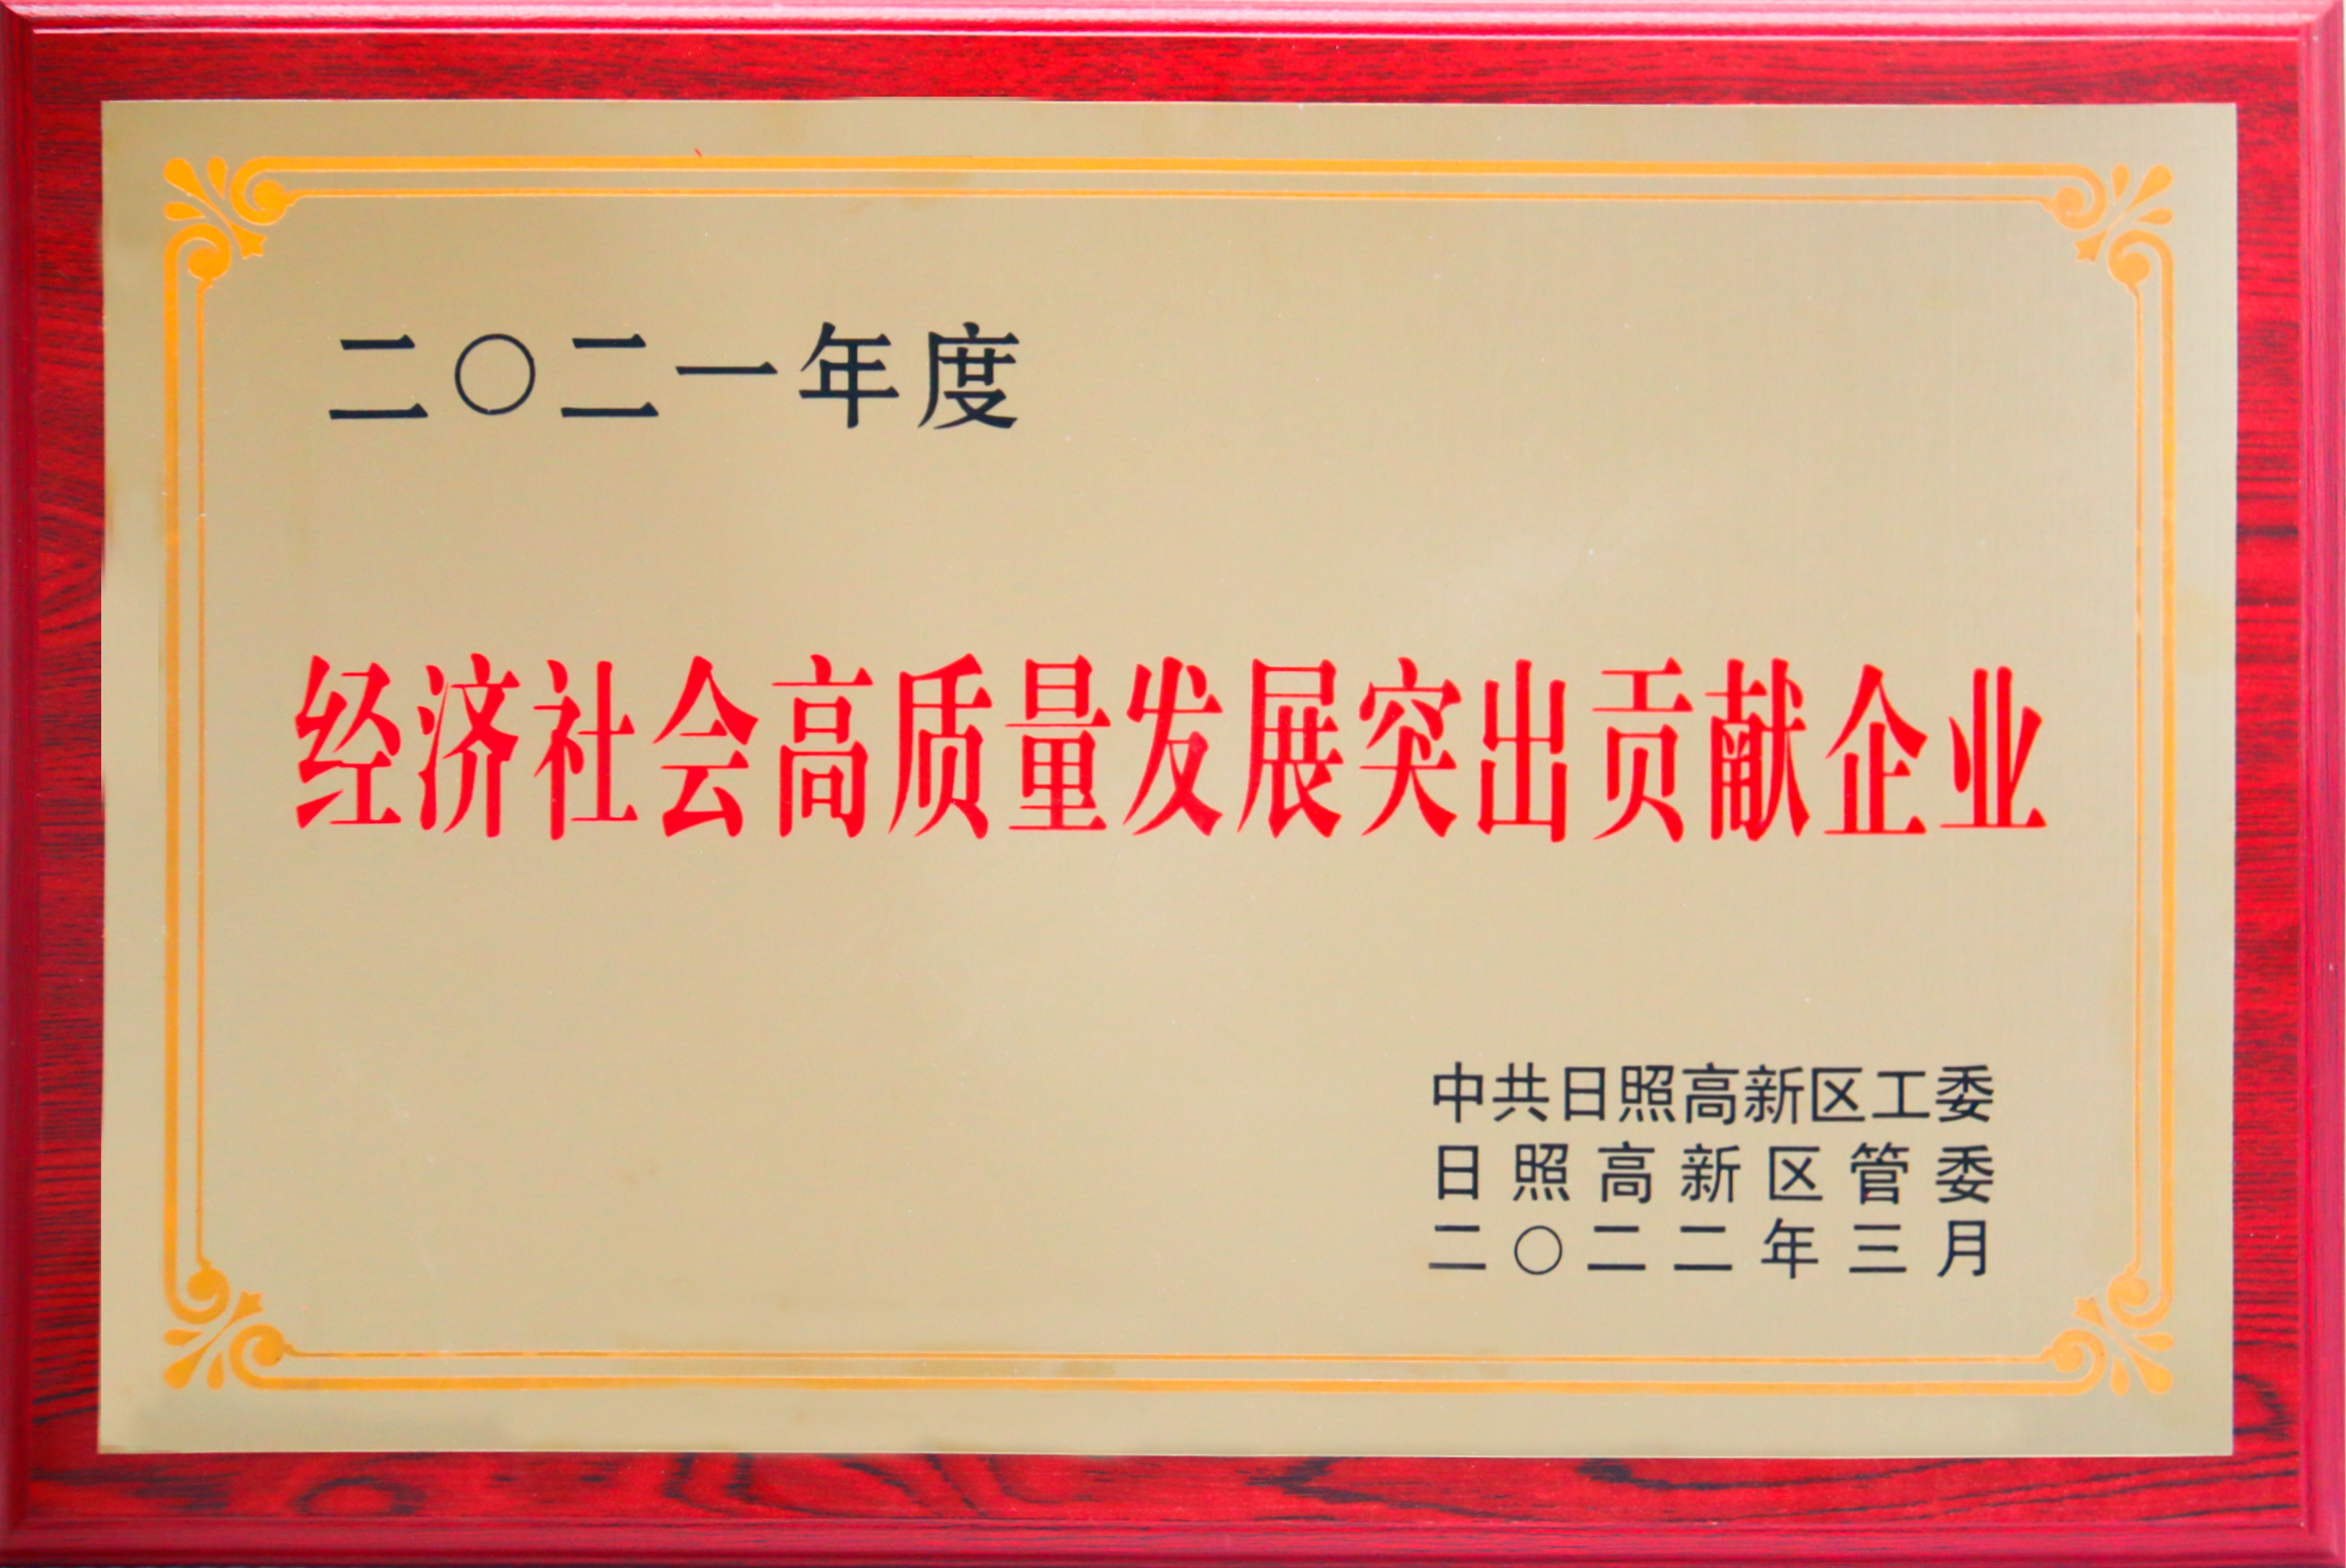 二〇二一年度
经济社会高质量发展突出贡献企业
中共日照高新区工委
日照高新区管委
二〇二二年三月